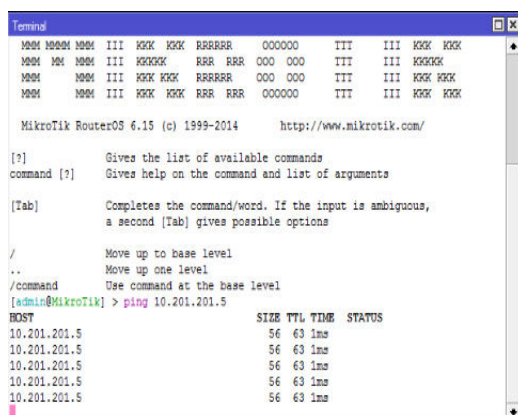 Terminal
MMM MMMM MMM III KKK KKK RRRRRR OOOOOO TTT III KKK KKK
MMM MM MMM III KKKKK RRR RRR OOO OOO TTT III KKKKK
MMM MMM III KKK KKK RRRRRR OOO OOO TTT III KKK KKK
MMM MMM III KKK KKK RRR RRR OOOOOO TTT III KKK KKK
MikroTik RouterOS 6.15 (c) 1999-2014 http://www.mikrotik.com/
[?] Gives the list of available commands
command [?] Gives help on the command and list of arguments
[Tab] Completes the command/word. If the input is ambiguous,
a second [Tab] gives possible options
/ Move up to base level
.. Move up one level
/command Use command at the base level
[admin@MikroTik] > ping 10.201.201.5
HOST SIZE TTL TIME STATUS
10.201.201.5 56 63 1ms
10.201.201.5 56 63 1ms
10.201.201.5 56 63 1ms
10.201.201.5 56 63 1ms
10.201.201.5 56 63 1ms